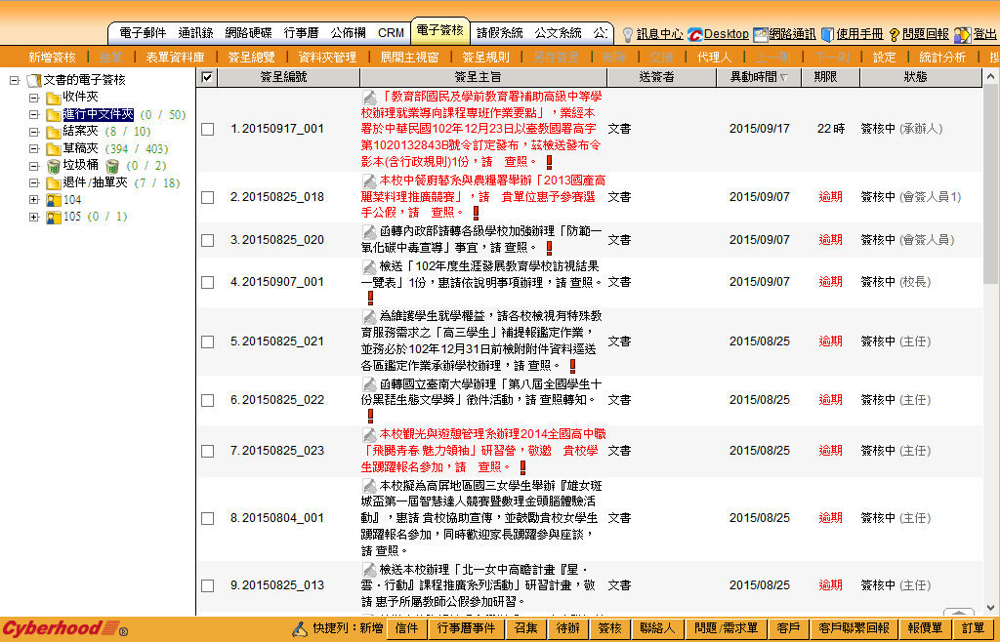 電子郵件 通訊錄 網路硬碟 行事曆 公佈欄 CRM 電子簽核 請假系統 公文系統 訊息中心 Desktop 網路通訊 使用手冊 問題回報 登出
新增簽核 抽單 表單資料庫 簽呈總覽 資料夾管理 展開主視窗 簽呈規則 另存簽呈 刪除 交換 代理人 上一則 下一則 設定 統計分析
文書的電子簽核
收件夾
進行中文件夾 (0 / 50)
結案夾 (8 / 10)
草稿夾 (394 / 403)
垃圾桶 (0 / 2)
退件/抽單夾 (7 / 18)
104
105 (0 / 1)
簽呈編號 簽呈主旨 送簽者 異動時間▽ 期限 狀態
「教育部國民及學前教育署補助高級中等學
校辦理就業導向課程專班作業要點」，業經本
1.20150917_001 署於中華民國102年12月23日以臺教國署高字 文書 2015/09/17 22 時 簽核中 (承辦人)
第1020132843B號令訂定發布，茲檢送發布令
影本(含行政規則)1份，請 查照。
本校中餐廚藝系與農糧署舉辦「2013國產高
2.20150825_018 麗菜料理推廣競賽」，請 貴單位惠予參賽選 文書 2015/09/07 逾期 簽核中 (會簽人員1)
手公假，請 查照。
函轉內政部請轉各級學校加強辦理「防範一
3.20150825_020 文書 2015/09/07 逾期 簽核中 (會簽人員)
氧化碳中毒宣導」事宜，請 查照。
檢送「102年度生涯發展教育學校訪視結果
4.20150907_001 一覽表」1份，惠請依說明事項辦理，請 查照。 文書 2015/09/07 逾期 簽核中 (校長)
為維護學生就學權益，請各校檢視有特殊教
育服務需求之「高三學生」補提報鑑定作業，
5.20150825_021 文書 2015/08/25 逾期 簽核中 (主任)
並務必於102年12月31日前檢附附件資料逕送
各區鑑定作業承辦學校辦理，請 查照。
函轉國立臺南大學辦理「第八屆全國學生十
6.20150825_022 份黑琵生態文學獎」徵件活動，請 查照轉知。 文書 2015/08/25 逾期 簽核中 (主任)
本校觀光與遊憩管理系辦理2014全國高中職
7.20150825_023 「飛颺青春 魅力領袖」研習營，敬邀 貴校學 文書 2015/08/25 逾期 簽核中 (主任)
生踴躍報名參加，請 查照。
本校擬為高屏地區國三女學生舉辦『雄女斑
城盃第一屆智慧達人競賽暨數理金頭腦體驗活
8.20150804_001 動』，惠請 貴校協助宣傳，並鼓勵貴校女學生 文書 2015/08/25 逾期 簽核中 (主任)
踴躍報名參加，同時歡迎家長踴躍參與座談，
請 查照。
檢送本校辦理「北一女中高瞻計畫『星‧
9.20150825_013 雲‧行動』課程推廣系列活動」研習計畫，敬 文書 2015/08/25 逾期 簽核中 (主任)
請 惠予所屬教師公假參加研習。
Cyberhood® 快捷列：新增 信件 行事曆事件 召集 待辦 簽核 聯絡人 問題/需求單 客戶 客戶聯繫回報 報價單 訂單